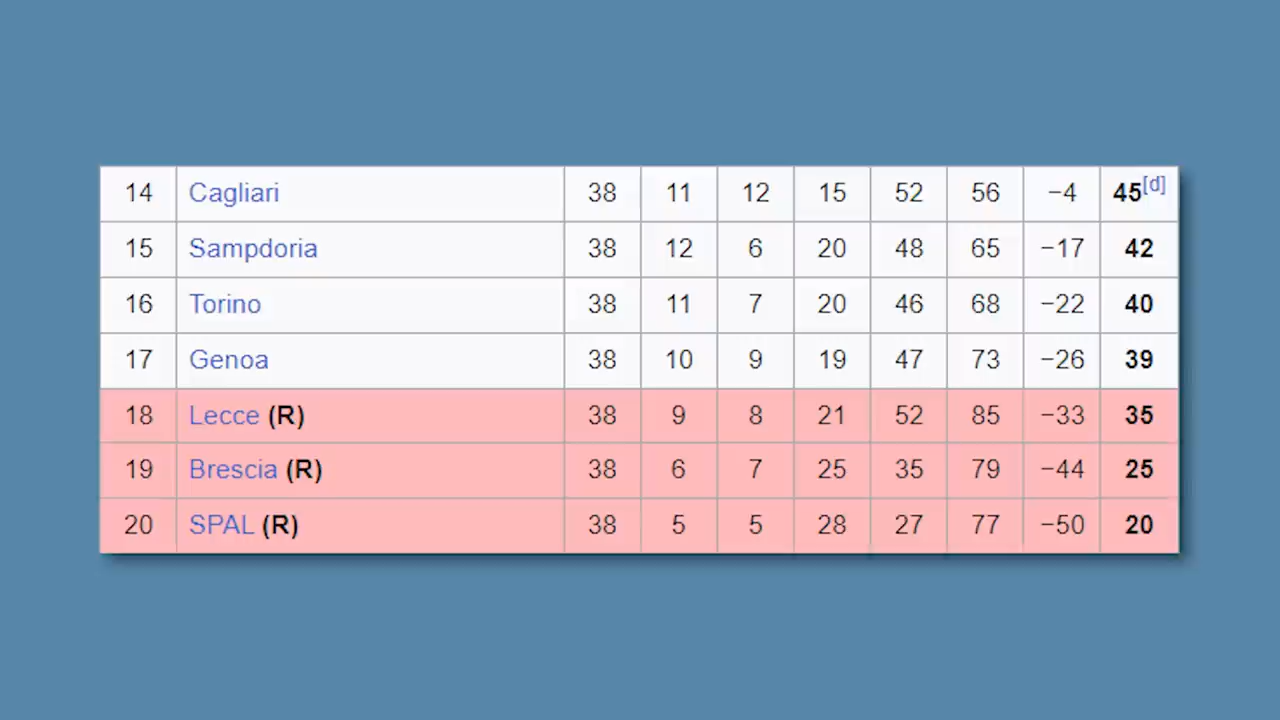 14 Cagliari 38 11 12 15 52 56 −4 45[d]
15 Sampdoria 38 12 6 20 48 65 −17 42
16 Torino 38 11 7 20 46 68 −22 40
17 Genoa 38 10 9 19 47 73 −26 39
18 Lecce (R) 38 9 8 21 52 85 −33 35
19 Brescia (R) 38 6 7 25 35 79 −44 25
20 SPAL (R) 38 5 5 28 27 77 −50 20